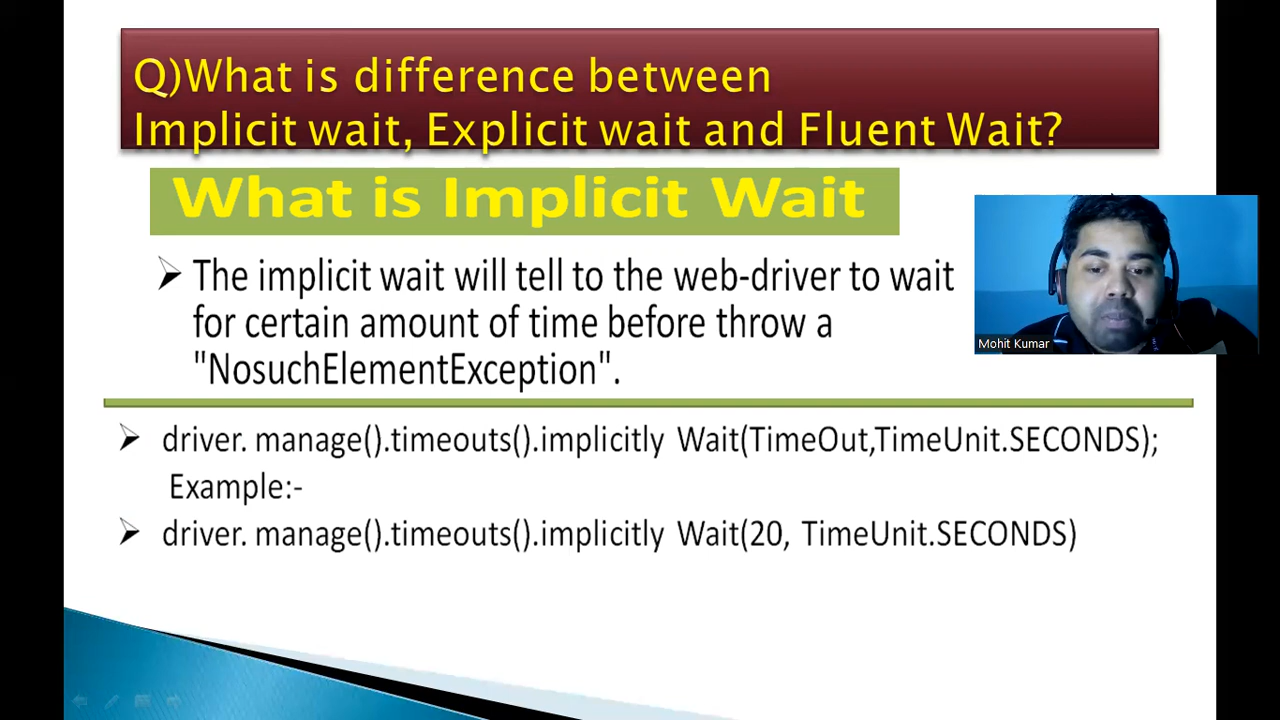 Q)What is difference between
Implicit wait, Explicit wait and Fluent Wait?
What is Implicit Wait
The implicit wait will tell to the web-driver to wait
for certain amount of time before throw a
"NosuchElementException".
Mohit Kumar
driver. manage().timeouts().implicitly Wait(TimeOut,TimeUnit.SECONDS);
Example:-
driver. manage().timeouts().implicitly Wait(20, TimeUnit.SECONDS)